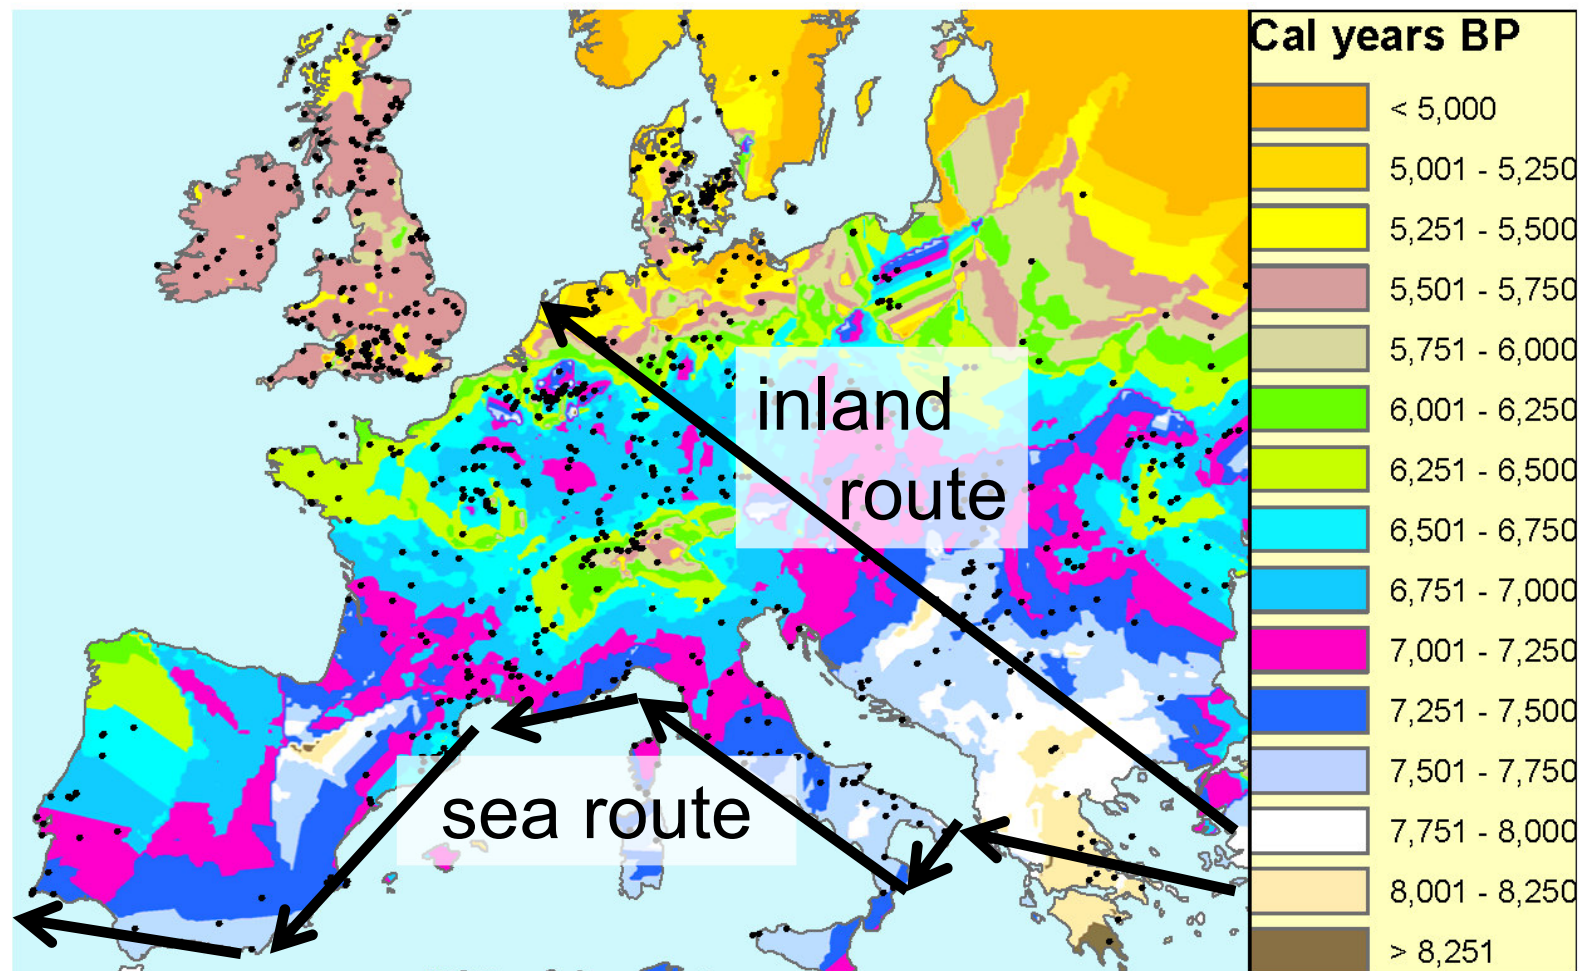 Cal years BP
< 5,000
5,001 - 5,250
5,251 - 5,500
5,501 - 5,750
5,751 - 6,000
6,001 - 6,250
6,251 - 6,500
6,501 - 6,750
6,751 - 7,000
7,001 - 7,250
7,251 - 7,500
7,501 - 7,750
7,751 - 8,000
8,001 - 8,250
> 8,251
inland
route
sea route